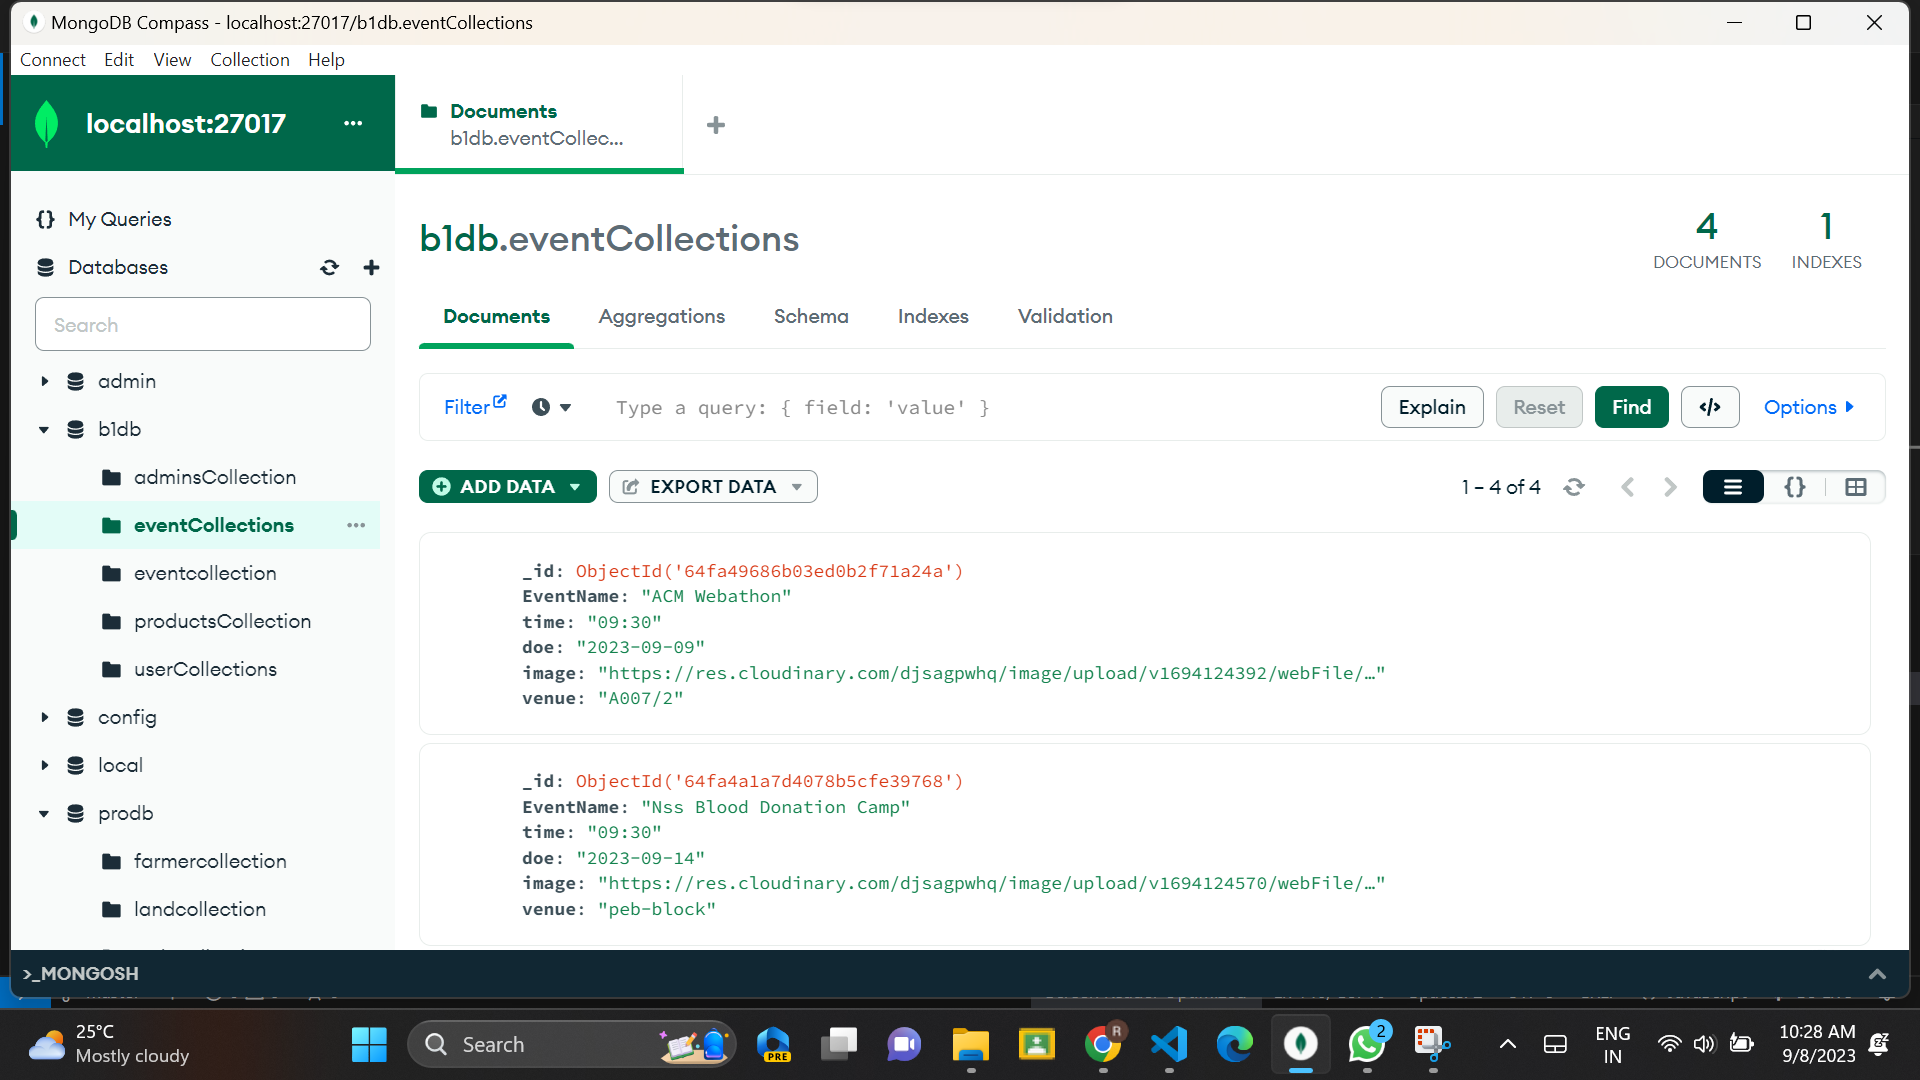 MongoDB Compass - localhost:27017/b1db.eventCollections
Connect Edit View Collection Help
localhost:27017 ...
Documents
b1db.eventCollec...
My Queries
Databases
Search
admin
b1db
adminsCollection
eventCollections
eventcollection
productsCollection
userCollections
config
local
prodb
farmercollection
landcollection
b1db.eventCollections
4
DOCUMENTS
1
INDEXES
Documents Aggregations Schema Indexes Validation
Filter Type a query: { field: 'value' } Explain Reset Find </> Options
ADD DATA EXPORT DATA 1 – 4 of 4 {}
_id: ObjectId('64fa49686b03ed0b2f71a24a')
EventName: "ACM Webathon"
time: "09:30"
doe: "2023-09-09"
image: "https://res.cloudinary.com/djsagpwhq/image/upload/v1694124392/webFile/…"
venue: "A007/2"
_id: ObjectId('64fa4a1a7d4078b5cfe39768')
EventName: "Nss Blood Donation Camp"
time: "09:30"
doe: "2023-09-14"
image: "https://res.cloudinary.com/djsagpwhq/image/upload/v1694124570/webFile/…"
venue: "peb-block"
>_MONGOSH
25°C
Mostly cloudy
Search
PRE
R
2
ENG
IN
10:28 AM
9/8/2023